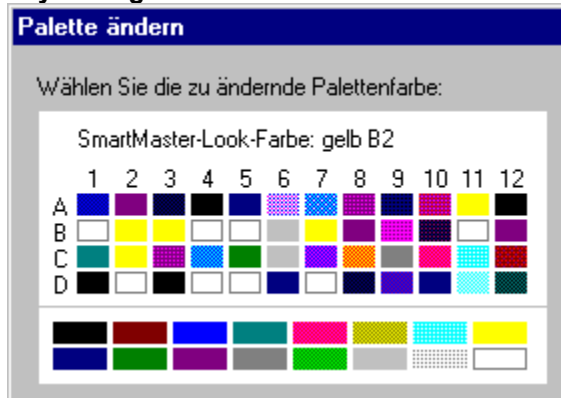 Palette ändern
Wählen Sie die zu ändernde Palettenfarbe:
SmartMaster-Look-Farbe: gelb B2
1 2 3 4 5 6 7 8 9 10 11 12
A
B
C
D